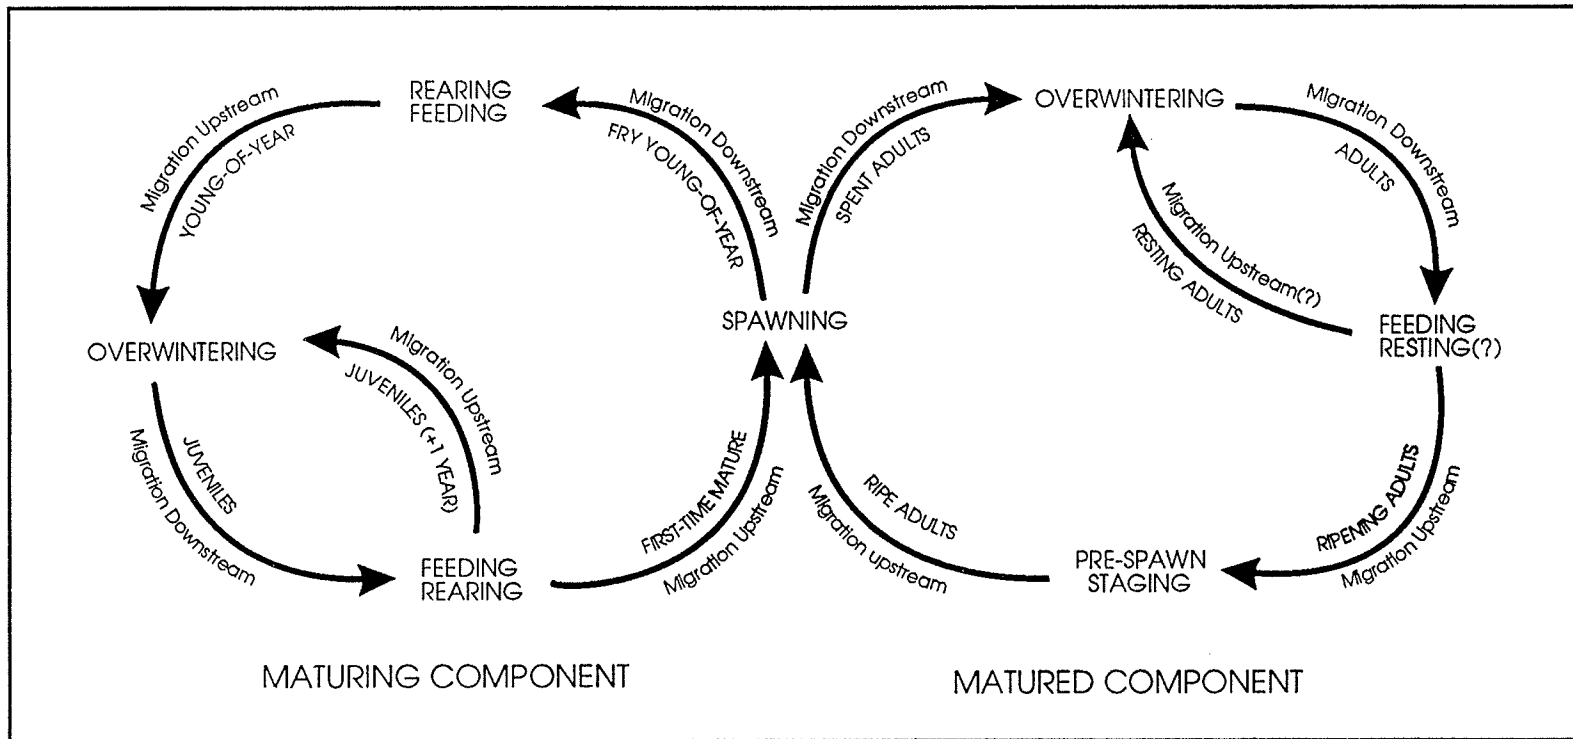 REARING
FEEDING
Migration Upstream
YOUNG-OF-YEAR
Migration Downstream
FRY YOUNG-OF-YEAR
OVERWINTERING
Migration Upstream
JUVENILES (+1 YEAR)
JUVENILES
Migration Downstream
FEEDING
REARING
FIRST-TIME MATURE
Migration Upstream
SPAWNING
Migration Downstream
SPENT ADULTS
OVERWINTERING
Migration Downstream
ADULTS
Migration Upstream(?)
RESTING ADULTS
FEEDING
RESTING(?)
RIPENING ADULTS
Migration Upstream
PRE-SPAWN
STAGING
RIPE ADULTS
Migration upstream
MATURING COMPONENT
MATURED COMPONENT